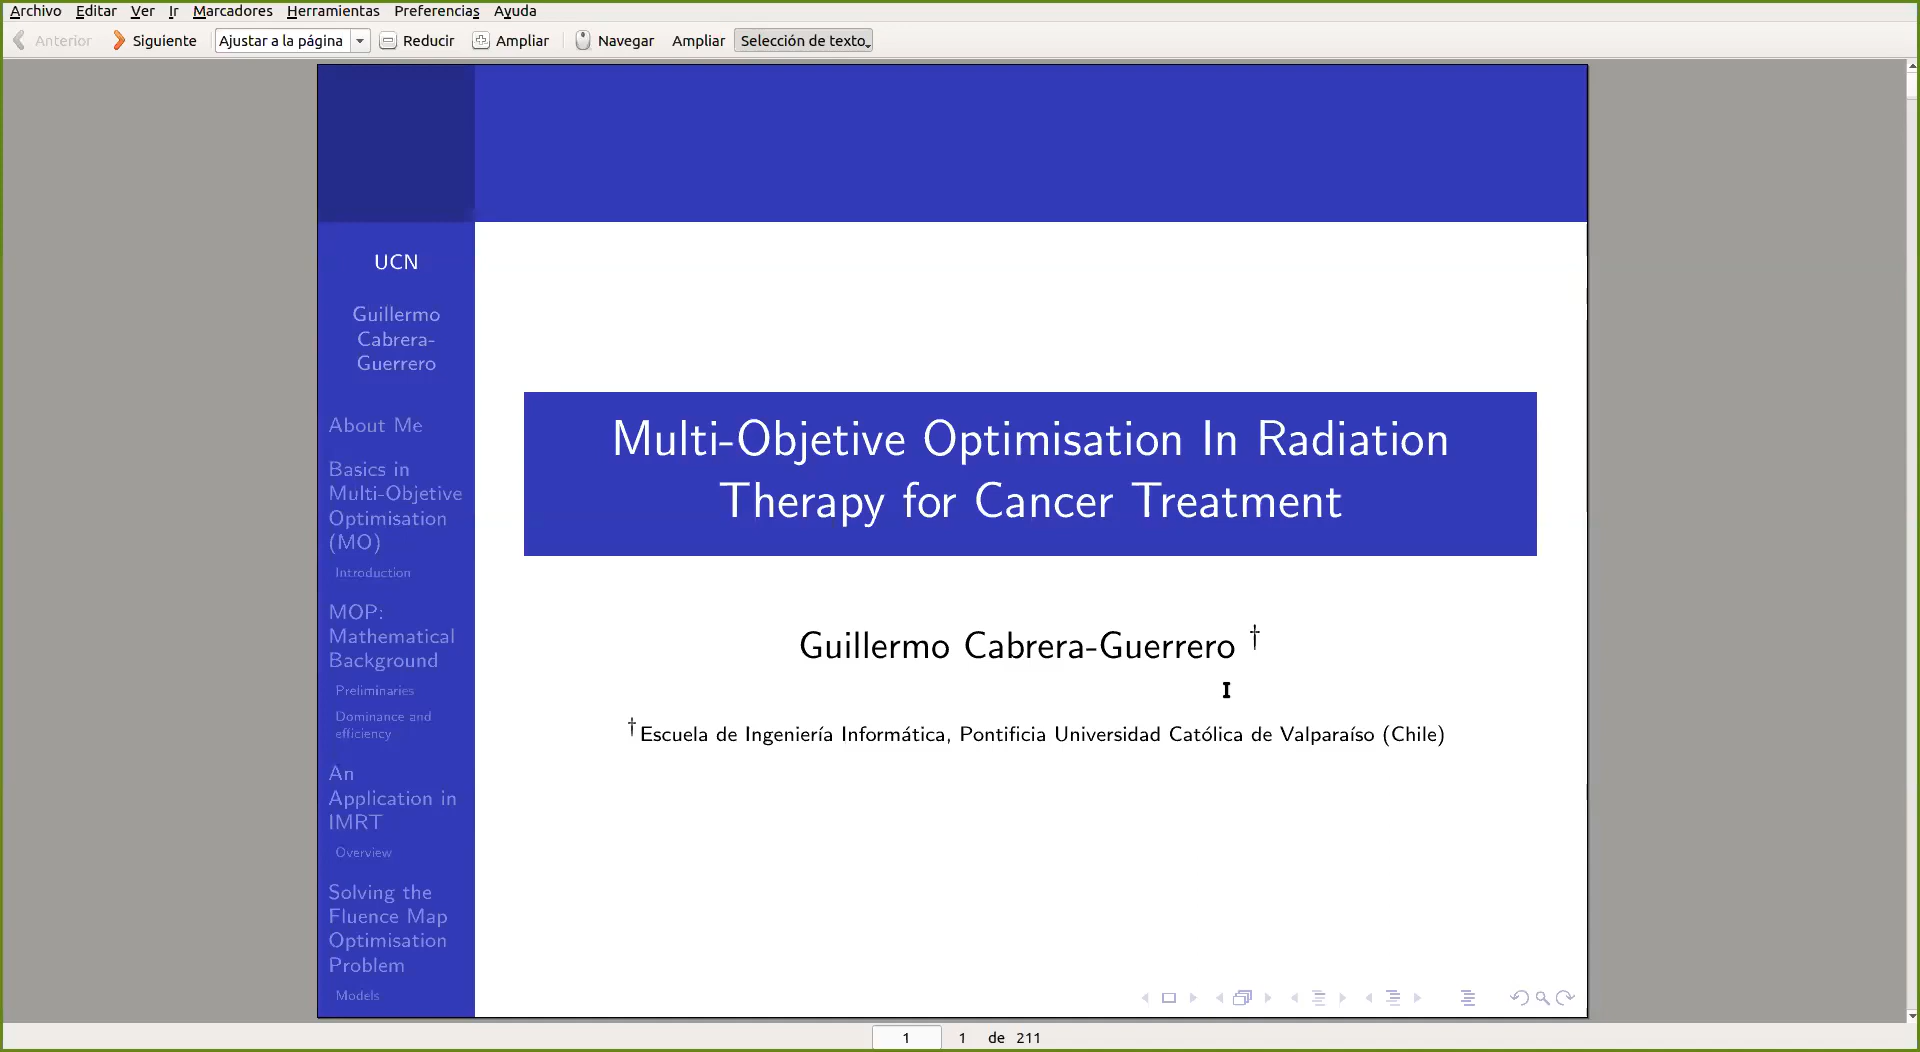 Archivo Editar Ver Ir Marcadores Herramientas Preferencias Ayuda
Anterior Siguiente Ajustar a la página Reducir Ampliar Navegar Ampliar Selección de texto
UCN
Guillermo
Cabrera-
Guerrero
About Me
Basics in
Multi-Objetive
Optimisation
(MO)
Introduction
MOP:
Mathematical
Background
Preliminaries
Dominance and
efficiency
An
Application in
IMRT
Overview
Solving the
Fluence Map
Optimisation
Problem
Models
Multi-Objetive Optimisation In Radiation
Therapy for Cancer Treatment
Guillermo Cabrera-Guerrero †
†Escuela de Ingeniería Informática, Pontificia Universidad Católica de Valparaíso (Chile)
1 1 de 211